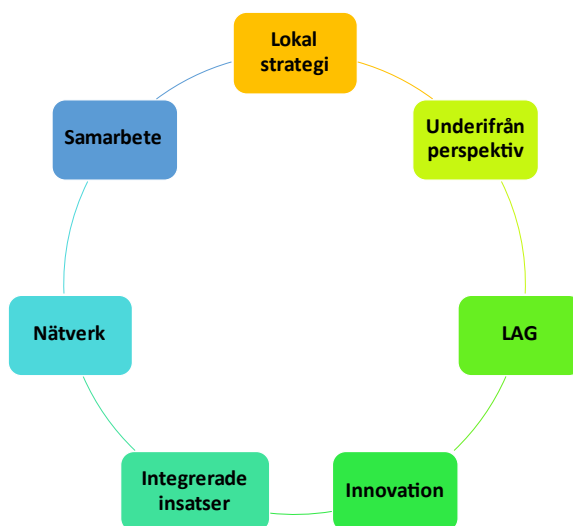 Lokal
strategi
Underifrån
perspektiv
LAG
Innovation
Integrerade
insatser
Nätverk
Samarbete